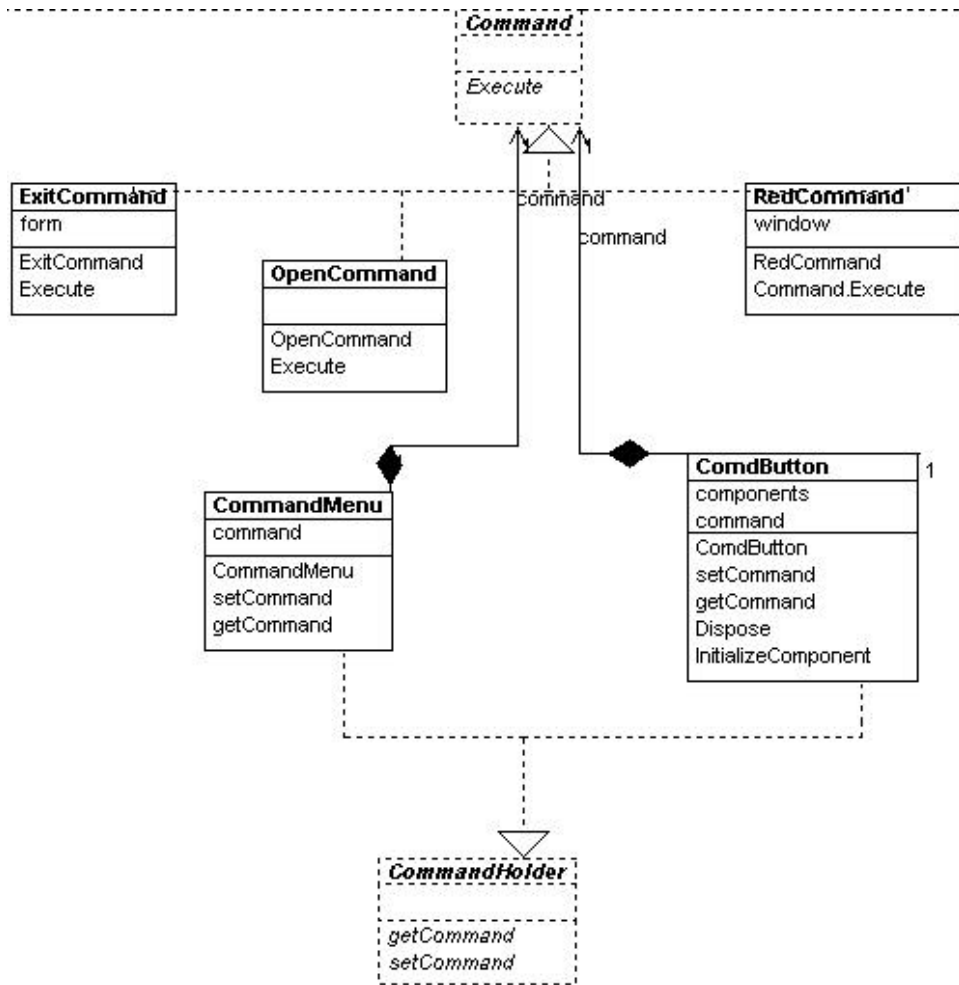 Command
Execute
ExitCommand
form
ExitCommand
Execute
command
command
RedCommand
window
RedCommand
Command.Execute
OpenCommand
OpenCommand
Execute
CommandMenu
command
CommandMenu
setCommand
getCommand
ComdButton
components
command
ComdButton
setCommand
getCommand
Dispose
InitializeComponent
1
CommandHolder
getCommand
setCommand